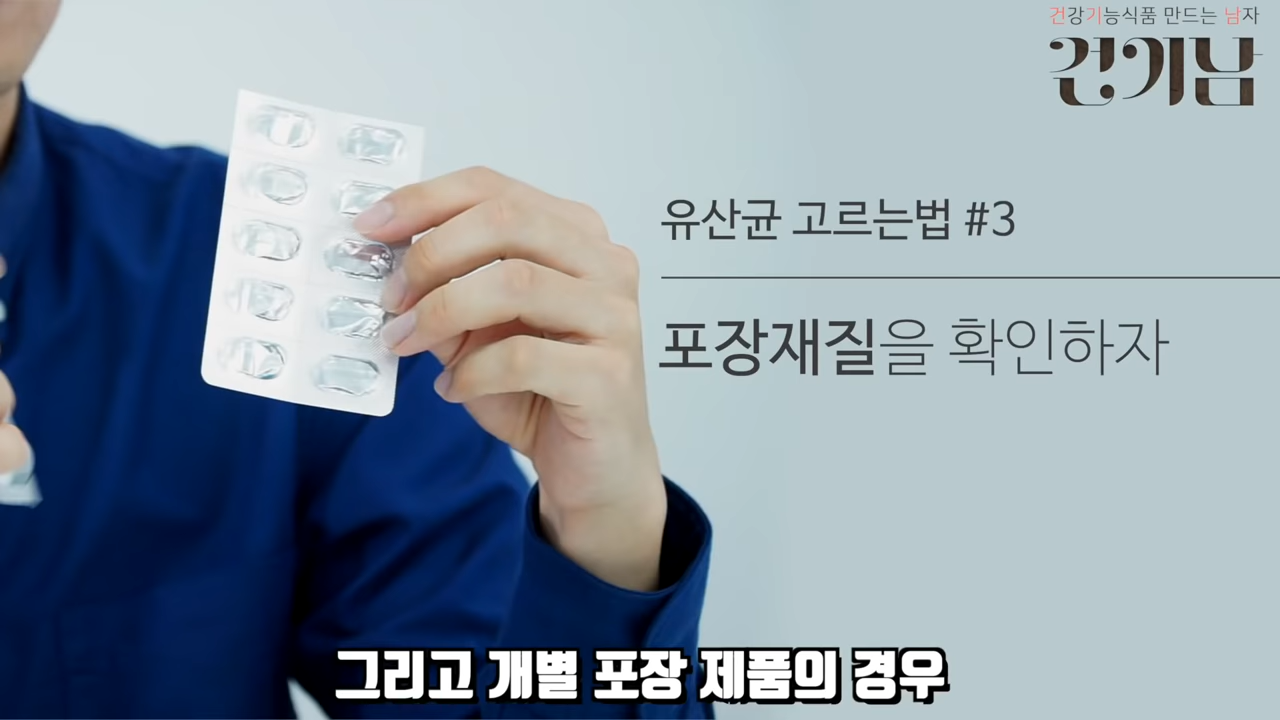 건강기능식품 만드는 남자
건기남
유산균 고르는법 #3
포장재질을 확인하자
그리고 개별 포장 제품의 경우